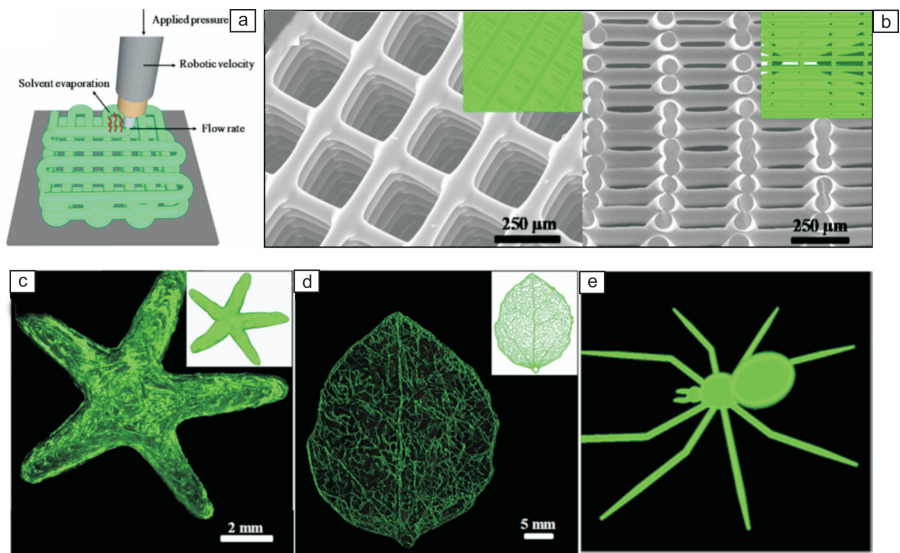 a
Applied pressure
Robotic velocity
Solvent evaporation
Flow rate
b
250 μm
250 μm
c
2 mm
d
5 mm
e